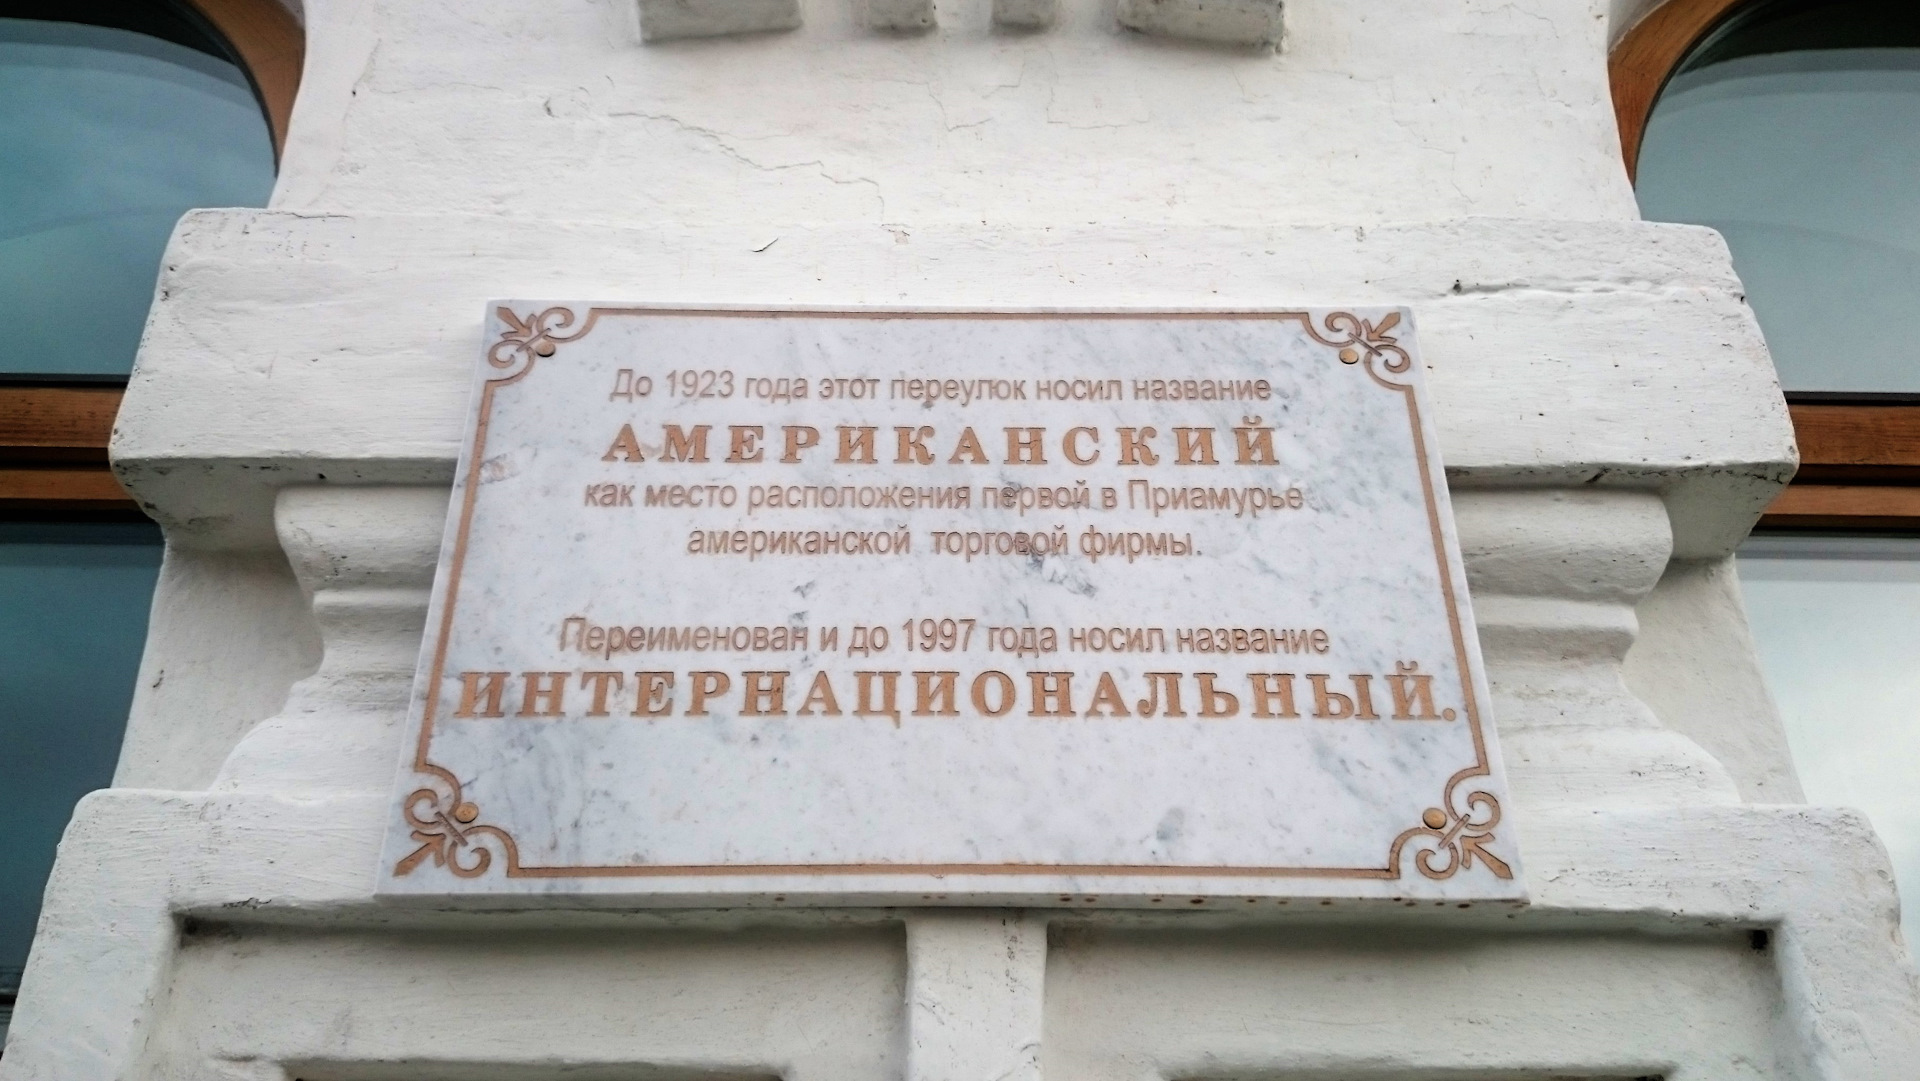 До 1923 года этот переулок носил название
АМЕРИКАНСКИЙ
как место расположения первой в Приамурье
американской торговой фирмы.
Переименован и до 1997 года носил название
ИНТЕРНАЦИОНАЛЬНЫЙ.